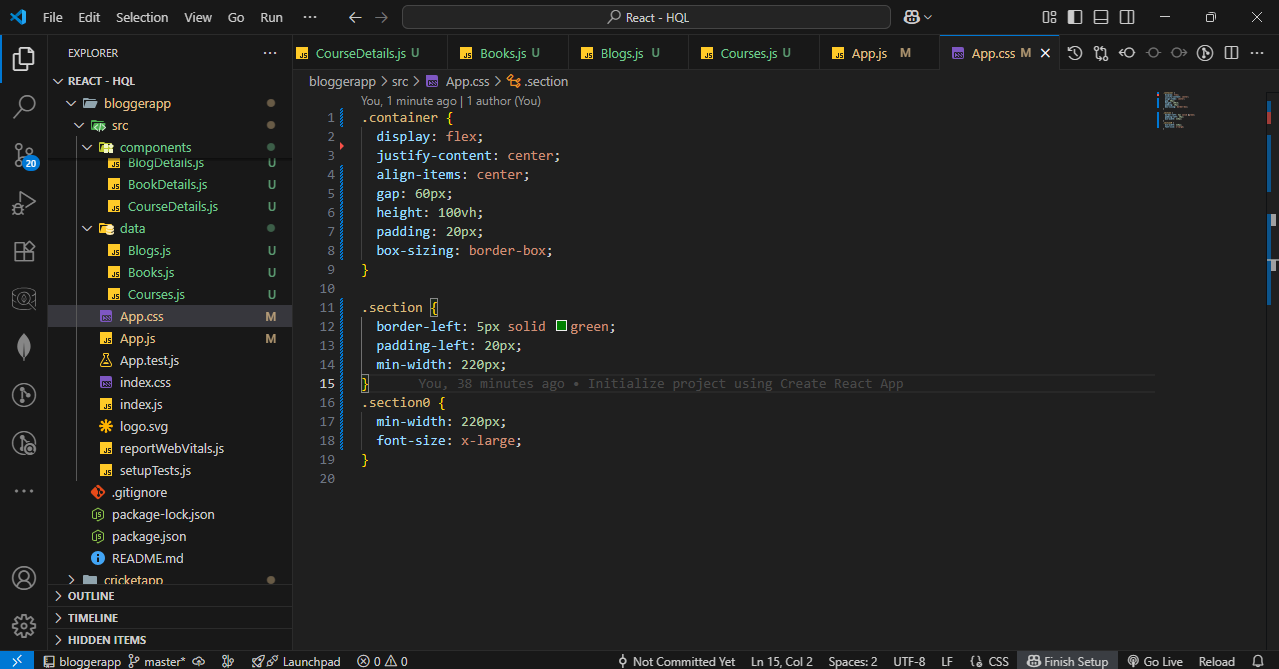 File Edit Selection View Go Run ··· React - HQL
EXPLORER ···
REACT - HQL
bloggerapp
src
components
BlogDetails.js U
BookDetails.js U
CourseDetails.js U
data
Blogs.js U
Books.js U
Courses.js U
App.css M
App.js M
App.test.js
index.css
index.js
logo.svg
reportWebVitals.js
setupTests.js
.gitignore
package-lock.json
package.json
README.md
cricketapp
OUTLINE
TIMELINE
HIDDEN ITEMS
20
CourseDetails.js U Books.js U Blogs.js U Courses.js U App.js M App.css M
bloggerapp > src > App.css > .section
You, 1 minute ago | 1 author (You)
1 .container {
2 display: flex;
3 justify-content: center;
4 align-items: center;
5 gap: 60px;
6 height: 100vh;
7 padding: 20px;
8 box-sizing: border-box;
9 }
10
11 .section {
12 border-left: 5px solid green;
13 padding-left: 20px;
14 min-width: 220px;
15 } You, 38 minutes ago • Initialize project using Create React App
16 .section0 {
17 min-width: 220px;
18 font-size: x-large;
19 }
20
bloggerapp master* Launchpad 0 0 Not Committed Yet Ln 15, Col 2 Spaces: 2 UTF-8 LF {} CSS Finish Setup Go Live Reload